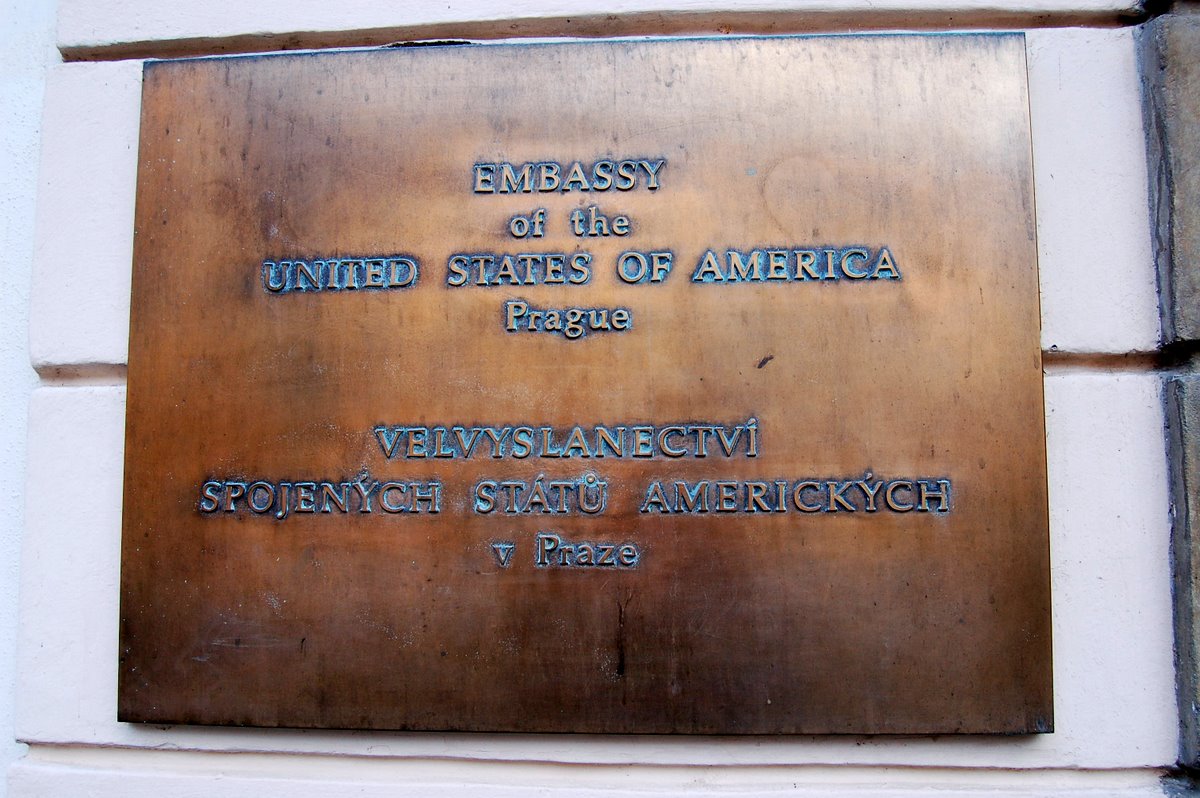 EMBASSY
of the
UNITED STATES OF AMERICA
Prague
VELVYSLANECTVÍ
SPOJENÝCH STÁTŮ AMERICKÝCH
v Praze